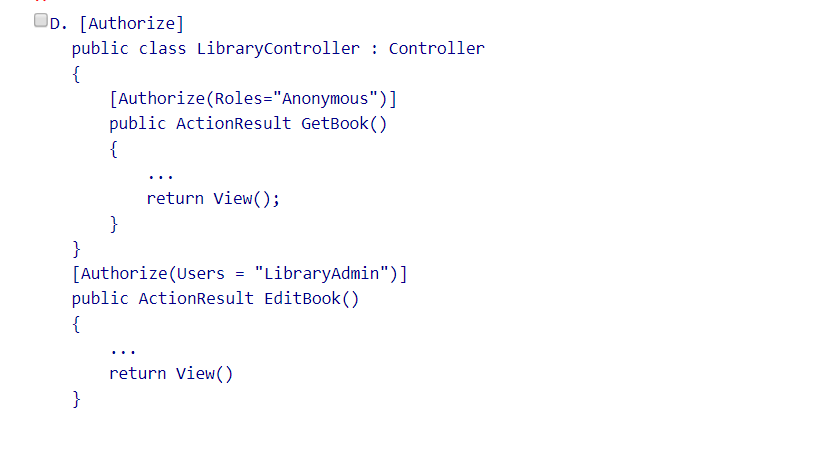 D. [Authorize]
public class LibraryController : Controller
{
[Authorize(Roles="Anonymous")]
public ActionResult GetBook()
{
...
return View();
}
}
[Authorize(Users = "LibraryAdmin")]
public ActionResult EditBook()
{
...
return View()
}